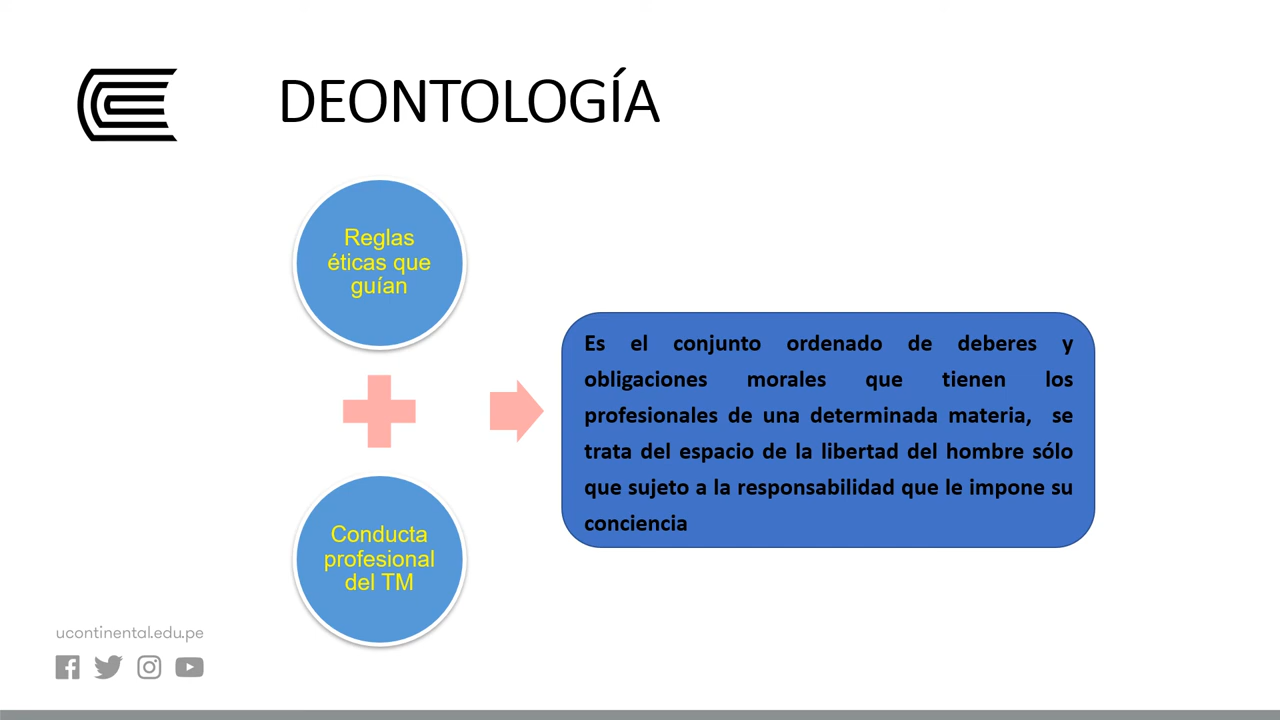 DEONTOLOGÍA
Reglas
éticas que
guían
Conducta
profesional
del TM
Es el conjunto ordenado de deberes y
obligaciones morales que tienen los
profesionales de una determinada materia, se
trata del espacio de la libertad del hombre sólo
que sujeto a la responsabilidad que le impone su
conciencia
ucontinental.edu.pe